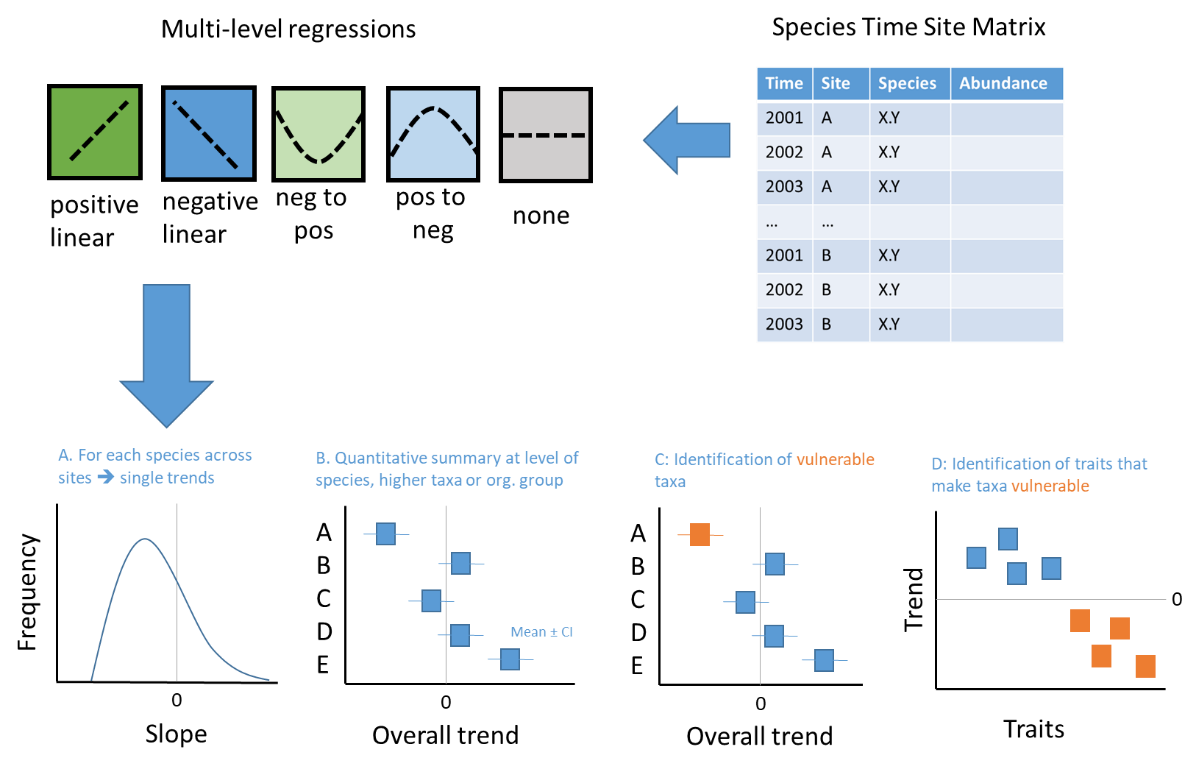 Multi-level regressions
Species Time Site Matrix
Time Site Species Abundance
2001 A X.Y
2002 A X.Y
2003 A X.Y
... ...
2001 B X.Y
2002 B X.Y
2003 B X.Y
positive
linear
negative
linear
neg to
pos
pos to
neg
none
A. For each species across
sites ➔ single trends
Frequency
0
Slope
B. Quantitative summary at level of
species, higher taxa or org. group
A
B
C
D
E
Mean ± CI
0
Overall trend
C: Identification of vulnerable
taxa
A
B
C
D
E
0
Overall trend
D: Identification of traits that
make taxa vulnerable
Trend
0
Traits